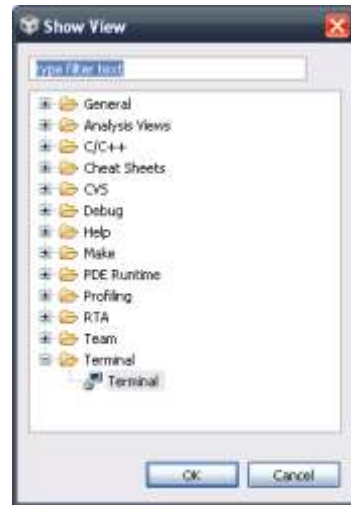 Show View
type filter text
General
Analysis Views
C/C++
Cheat Sheets
CVS
Debug
Help
Make
PDE Runtime
Profiling
RTA
Team
Terminal
Terminal
OK Cancel